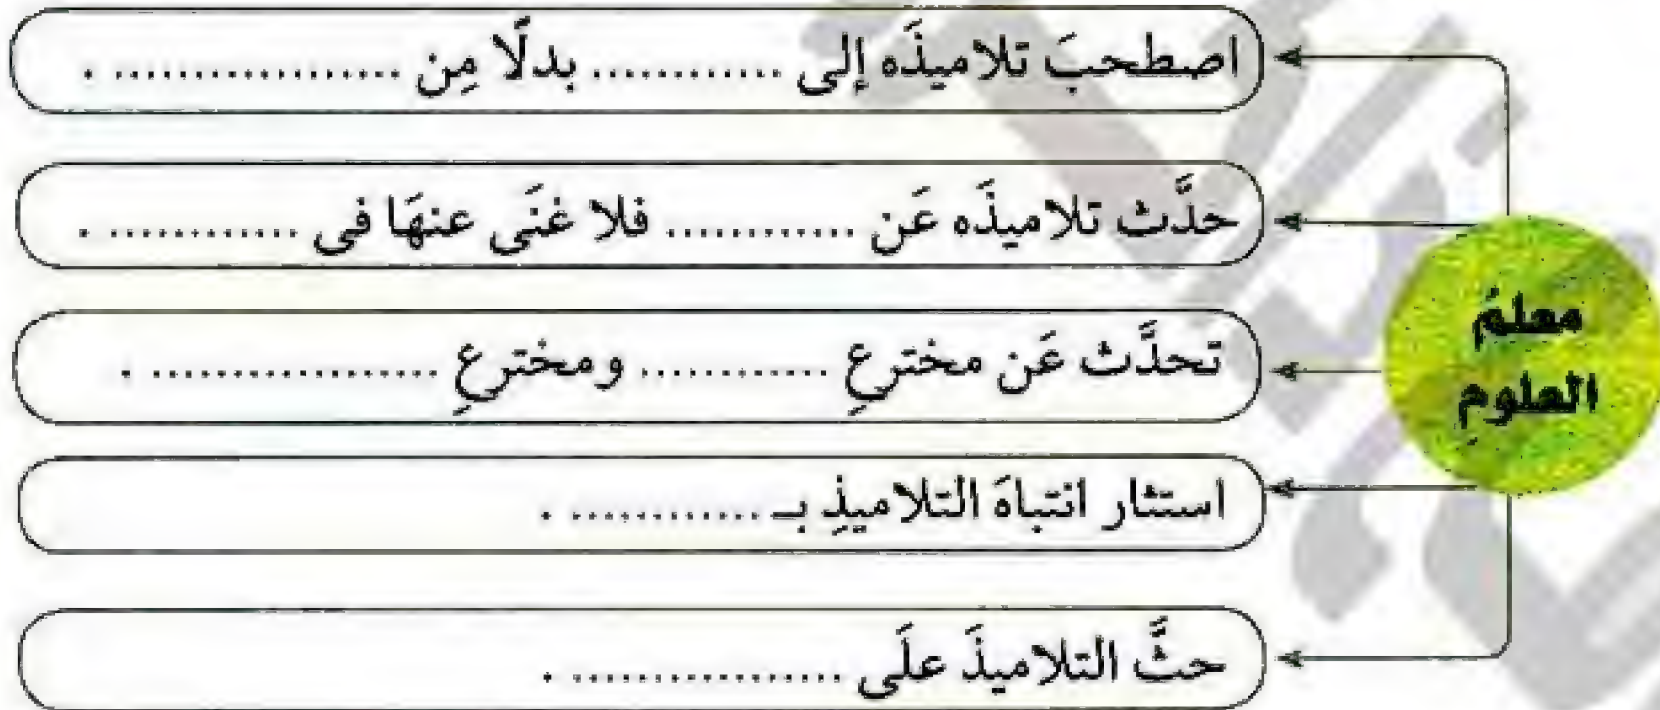 اصطحبَ تلاميذَه إلى ............ بدلًا مِن .................. .
حدَّث تلاميذَه عَن ............ فلا غنَى عنهَا فى ............ .
تحدَّث عَن مخترعِ ............ ومخترعِ .................. .
استثار انتباهَ التلاميذِ بـ ............ .
حثَّ التلاميذَ علَى ................. .
معلمُ
العلومِ